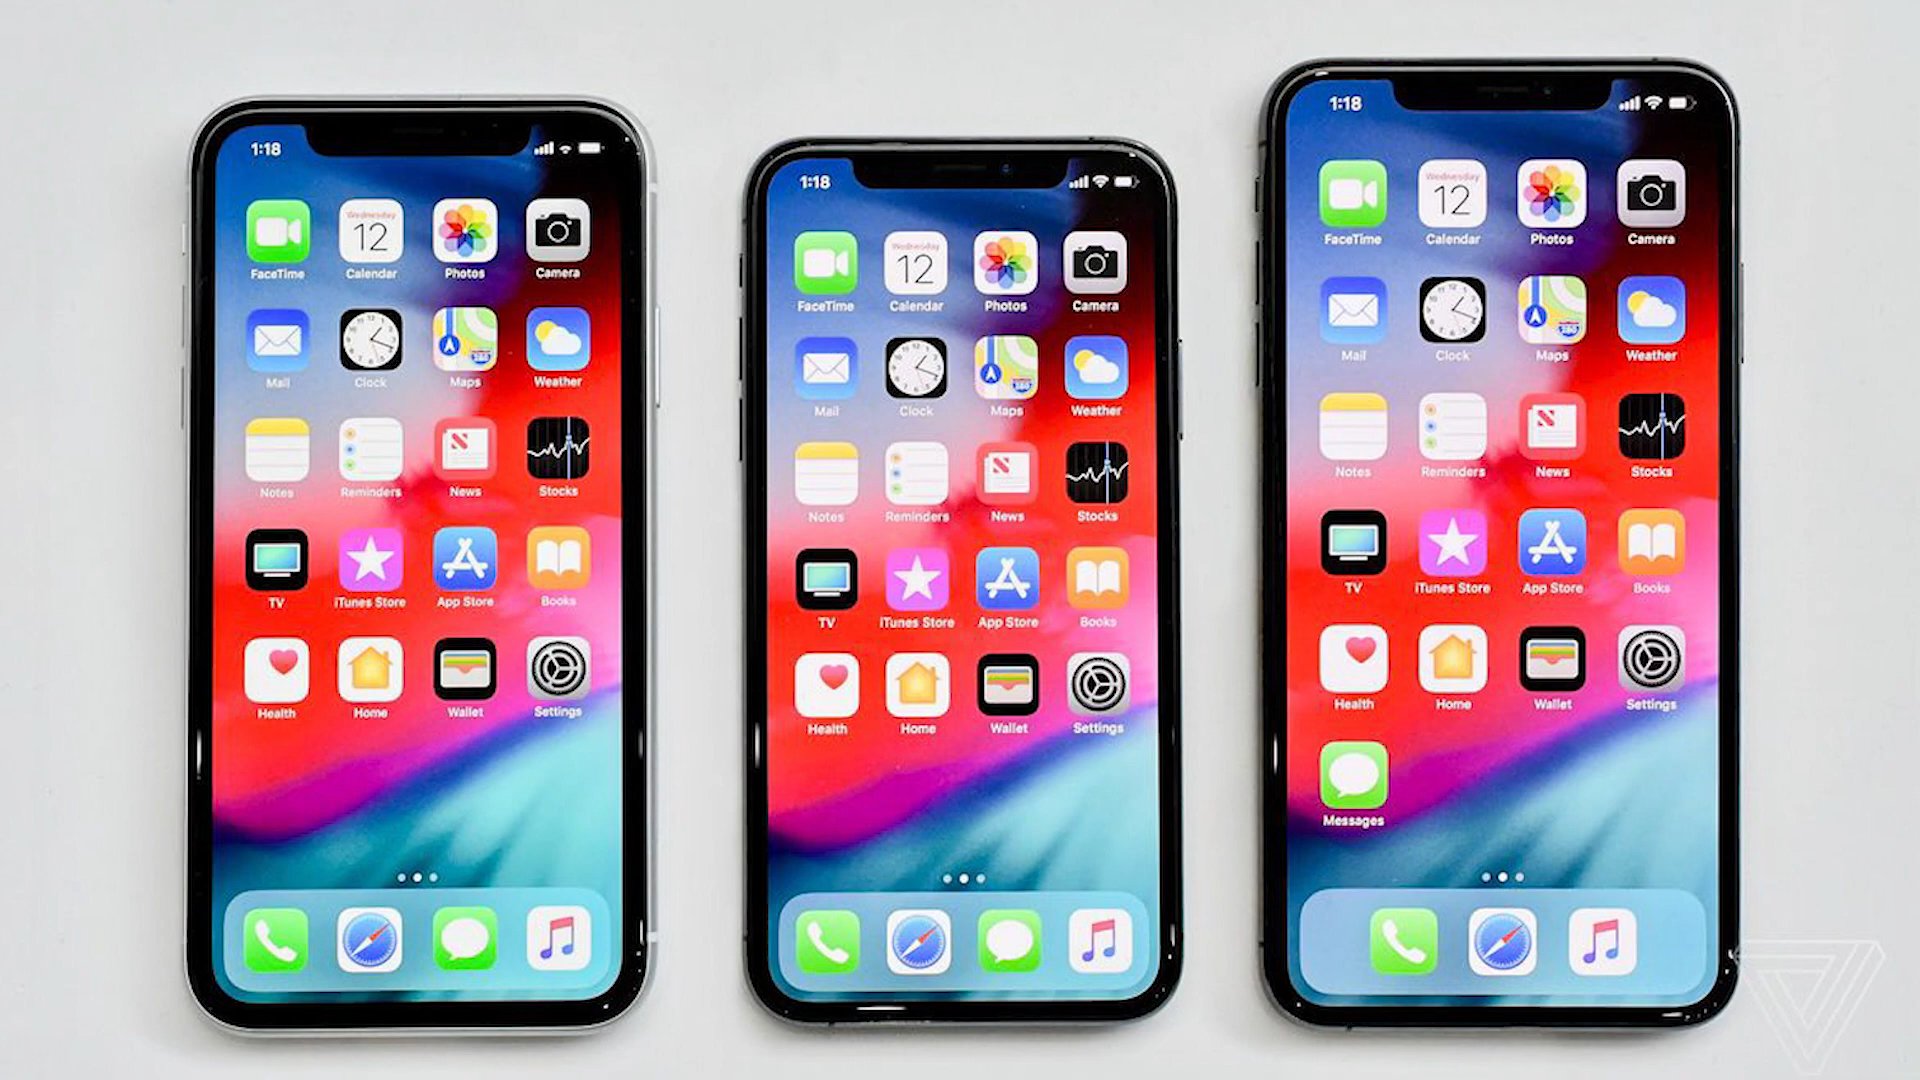 1:18
Wednesday
12
FaceTime Calendar Photos Camera
Mail Clock Maps Weather
Notes Reminders News Stocks
TV iTunes Store App Store Books
Health Home Wallet Settings
1:18
Wednesday
12
FaceTime Calendar Photos Camera
Mail Clock Maps Weather
Notes Reminders News Stocks
TV iTunes Store App Store Books
Health Home Wallet Settings
1:18
Wednesday
12
FaceTime Calendar Photos Camera
Mail Clock Maps Weather
Notes Reminders News Stocks
TV iTunes Store App Store Books
Health Home Wallet Settings
Messages